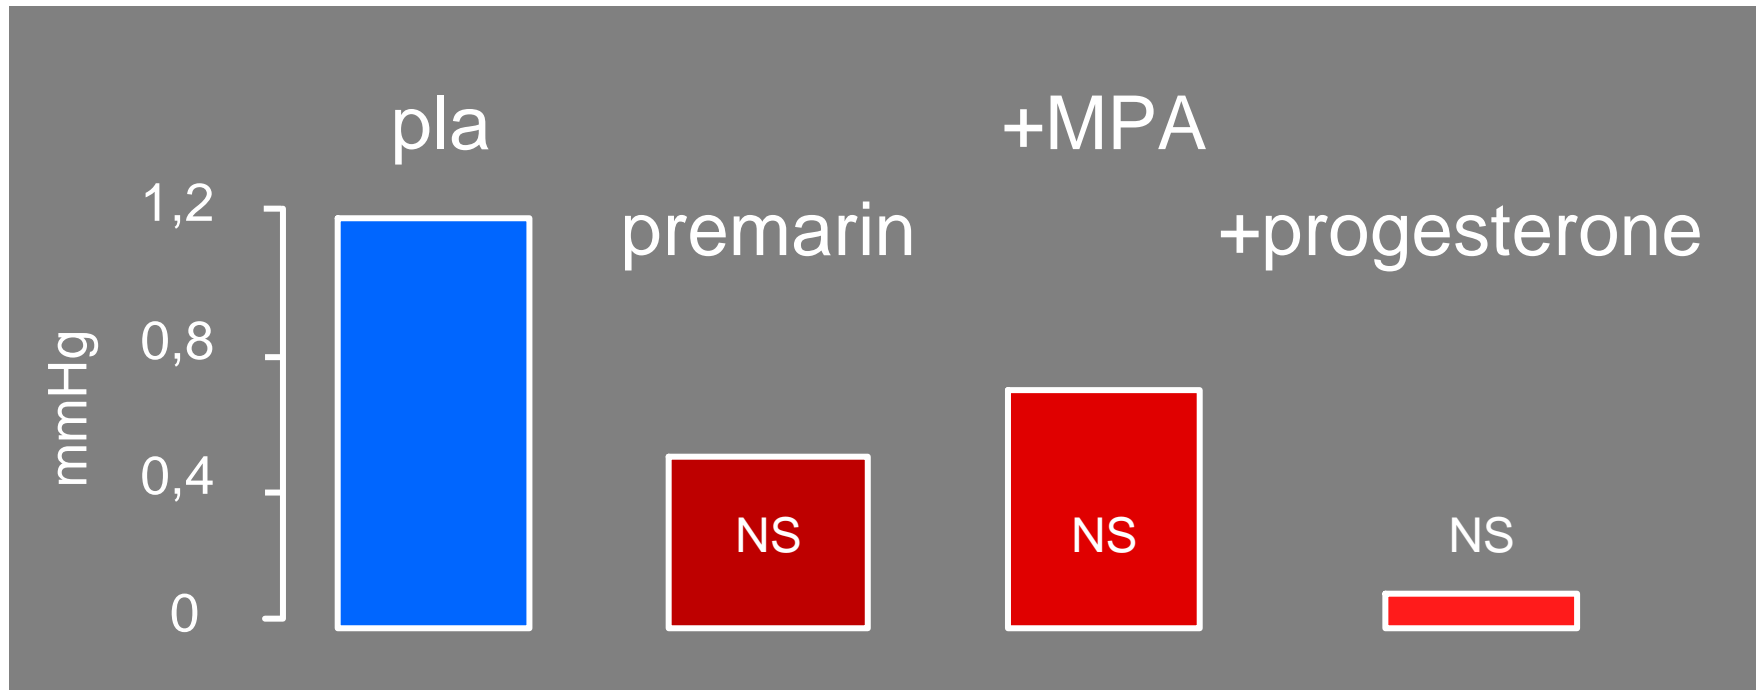 pla
+MPA
premarin
+progesterone
1,2
0,8
0,4
0
mmHg
NS
NS
NS